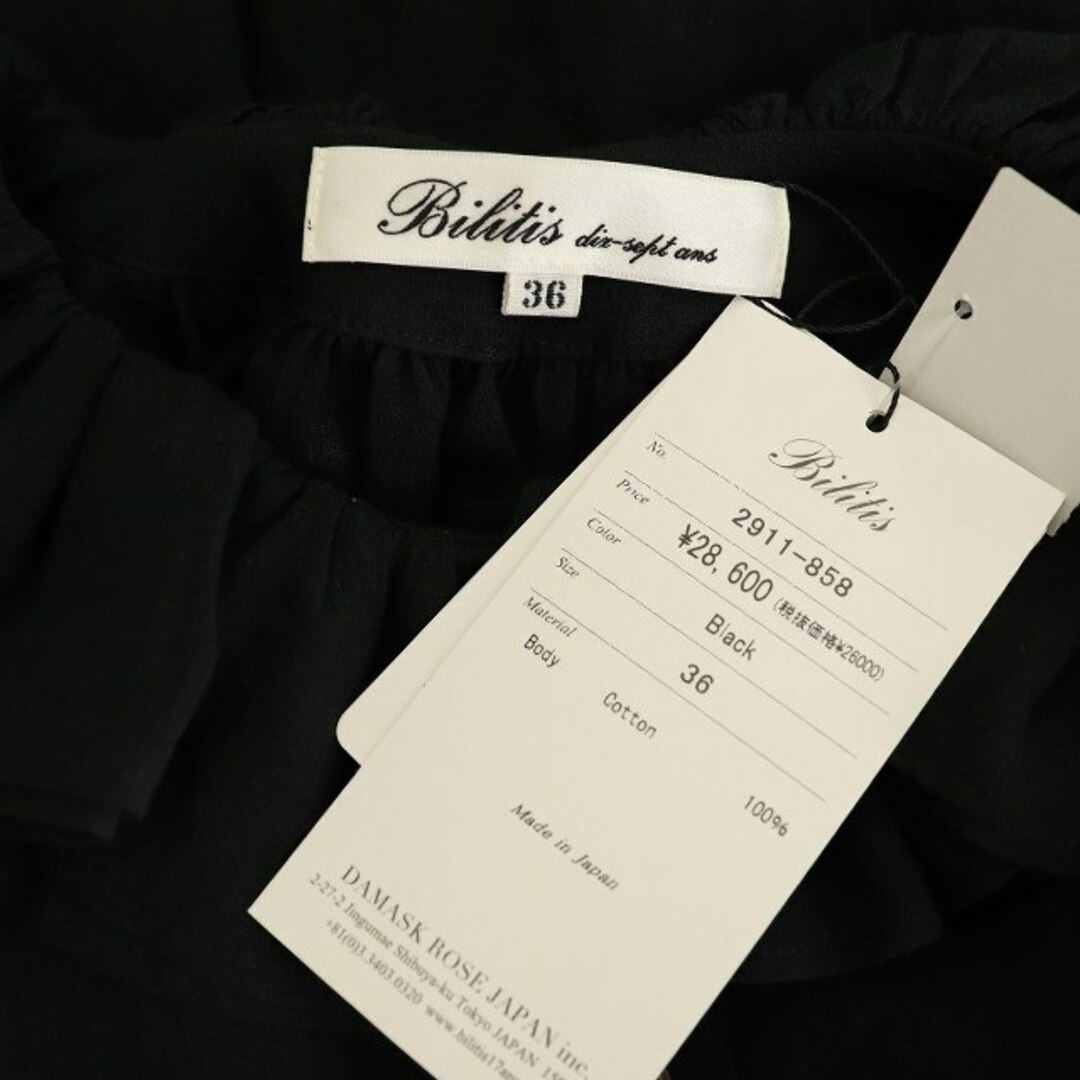 Bilitis dix-sept ans
36
Bilitis
No. 2911-858
Price ¥28,600 (税抜価格¥26000)
Color Black
Size 36
Material
Body Cotton 100%
Made in Japan
DAMASK ROSE JAPAN inc.
2-27-2 Jingumae Shibuya-ku Tokyo JAPAN
+81(0)3.3403.0320